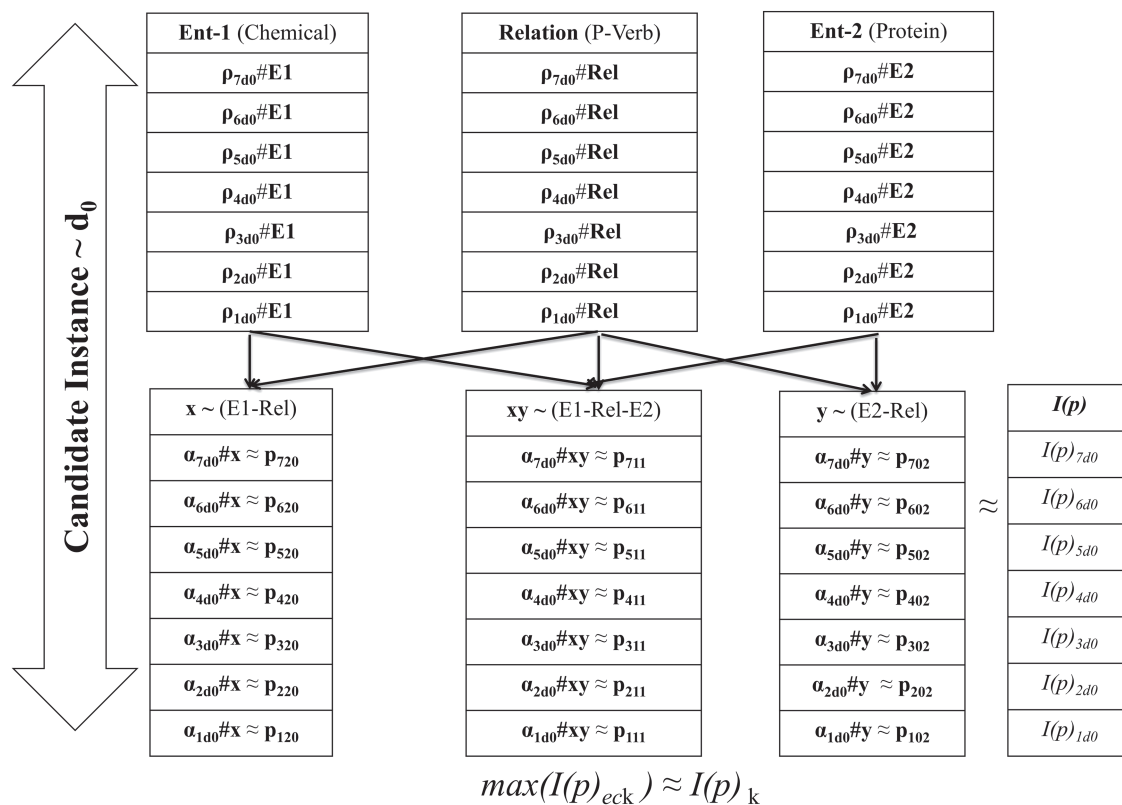 Candidate Instance ~ d₀
Ent-1 (Chemical)
ρ₇d₀#E1
ρ₆d₀#E1
ρ₅d₀#E1
ρ₄d₀#E1
ρ₃d₀#E1
ρ₂d₀#E1
ρ₁d₀#E1
Relation (P-Verb)
ρ₇d₀#Rel
ρ₆d₀#Rel
ρ₅d₀#Rel
ρ₄d₀#Rel
ρ₃d₀#Rel
ρ₂d₀#Rel
ρ₁d₀#Rel
Ent-2 (Protein)
ρ₇d₀#E2
ρ₆d₀#E2
ρ₅d₀#E2
ρ₄d₀#E2
ρ₃d₀#E2
ρ₂d₀#E2
ρ₁d₀#E2
x ~ (E1-Rel)
α₇d₀#x ≈ p₇₂₀
α₆d₀#x ≈ p₆₂₀
α₅d₀#x ≈ p₅₂₀
α₄d₀#x ≈ p₄₂₀
α₃d₀#x ≈ p₃₂₀
α₂d₀#x ≈ p₂₂₀
α₁d₀#x ≈ p₁₂₀
xy ~ (E1-Rel-E2)
α₇d₀#xy ≈ p₇₁₁
α₆d₀#xy ≈ p₆₁₁
α₅d₀#xy ≈ p₅₁₁
α₄d₀#xy ≈ p₄₁₁
α₃d₀#xy ≈ p₃₁₁
α₂d₀#xy ≈ p₂₁₁
α₁d₀#xy ≈ p₁₁₁
y ~ (E2-Rel)
α₇d₀#y ≈ p₇₀₂
α₆d₀#y ≈ p₆₀₂
α₅d₀#y ≈ p₅₀₂
α₄d₀#y ≈ p₄₀₂
α₃d₀#y ≈ p₃₀₂
α₂d₀#y ≈ p₂₀₂
α₁d₀#y ≈ p₁₀₂
≈
I(p)
I(p)₇d₀
I(p)₆d₀
I(p)₅d₀
I(p)₄d₀
I(p)₃d₀
I(p)₂d₀
I(p)₁d₀
max(I(p)eck) ≈ I(p) k